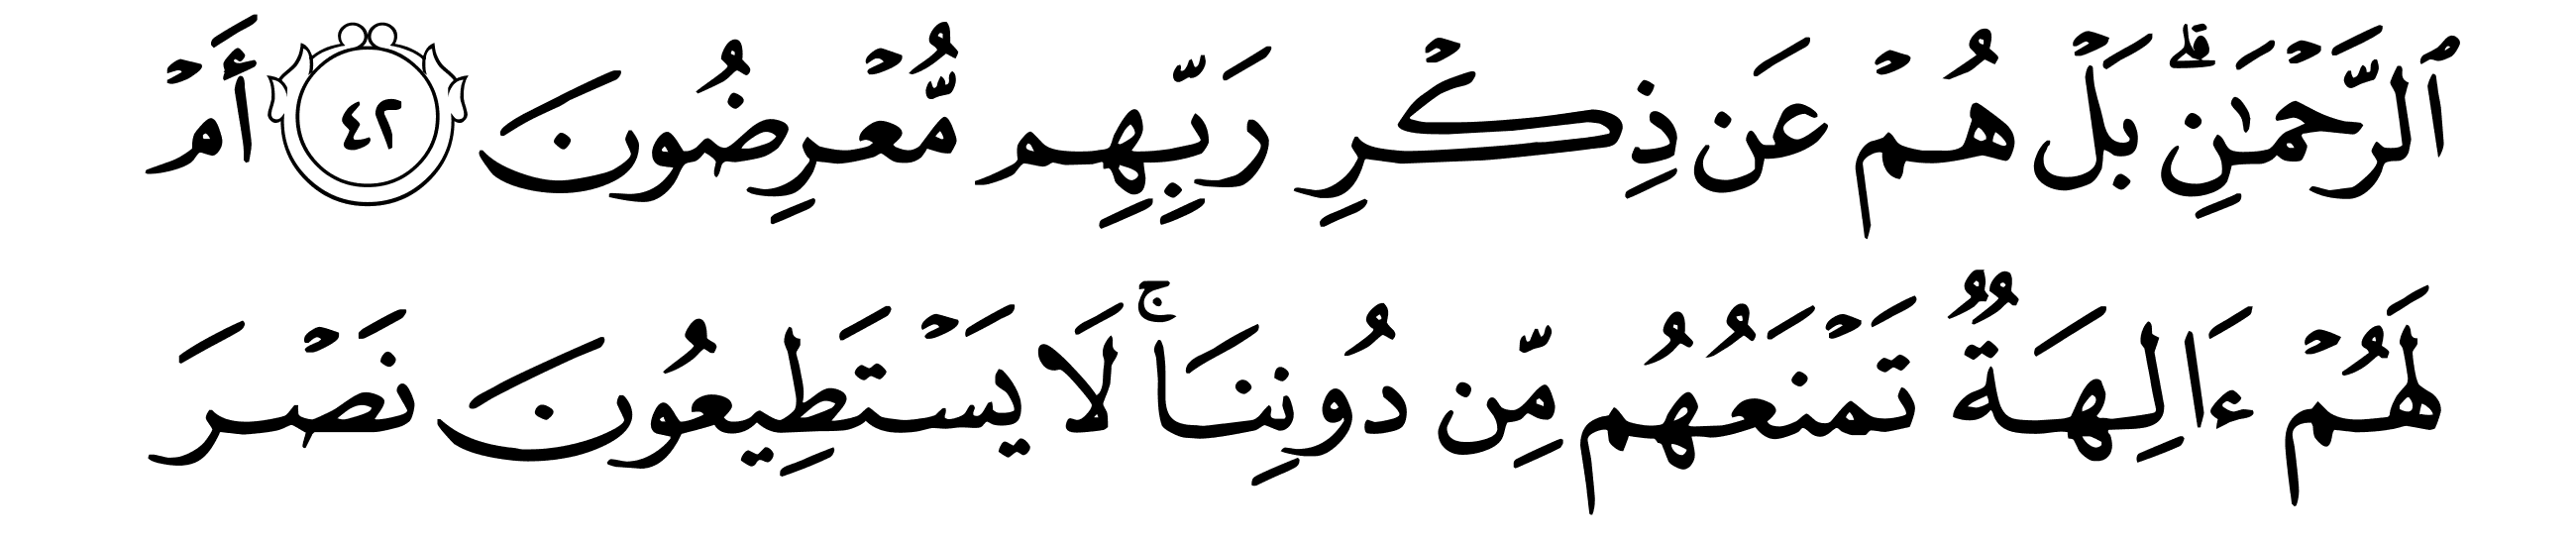 ٱلرَّحْمَـٰنِۗ بَلْ هُمْ عَن ذِكْرِ رَبِّهِم مُّعْرِضُونَ ٤٢ أَمْ
لَهُمْ ءَالِهَةٌ تَمْنَعُهُم مِّن دُونِنَاۚ لَا يَسْتَطِيعُونَ نَصْرَ